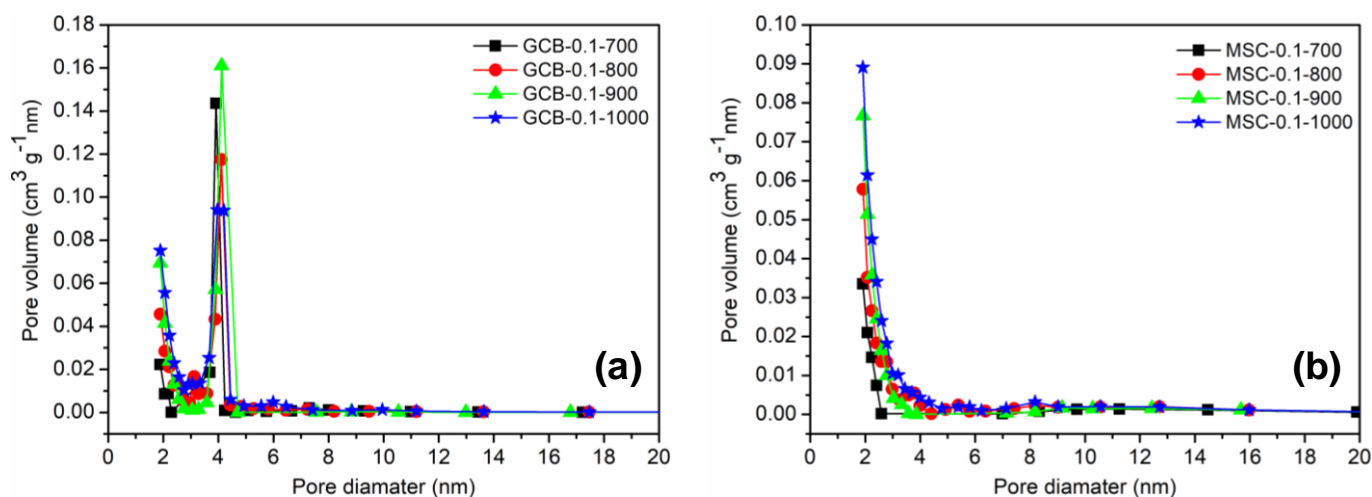 0.18
0.16
0.14
0.12
0.10
0.08
0.06
0.04
0.02
0.00
Pore volume (cm³ g⁻¹nm)
GCB-0.1-700
GCB-0.1-800
GCB-0.1-900
GCB-0.1-1000
(a)
0 2 4 6 8 10 12 14 16 18 20
Pore diamater (nm)
0.10
0.09
0.08
0.07
0.06
0.05
0.04
0.03
0.02
0.01
0.00
Pore volume (cm³ g⁻¹nm)
MSC-0.1-700
MSC-0.1-800
MSC-0.1-900
MSC-0.1-1000
(b)
0 2 4 6 8 10 12 14 16 18 20
Pore diamater (nm)